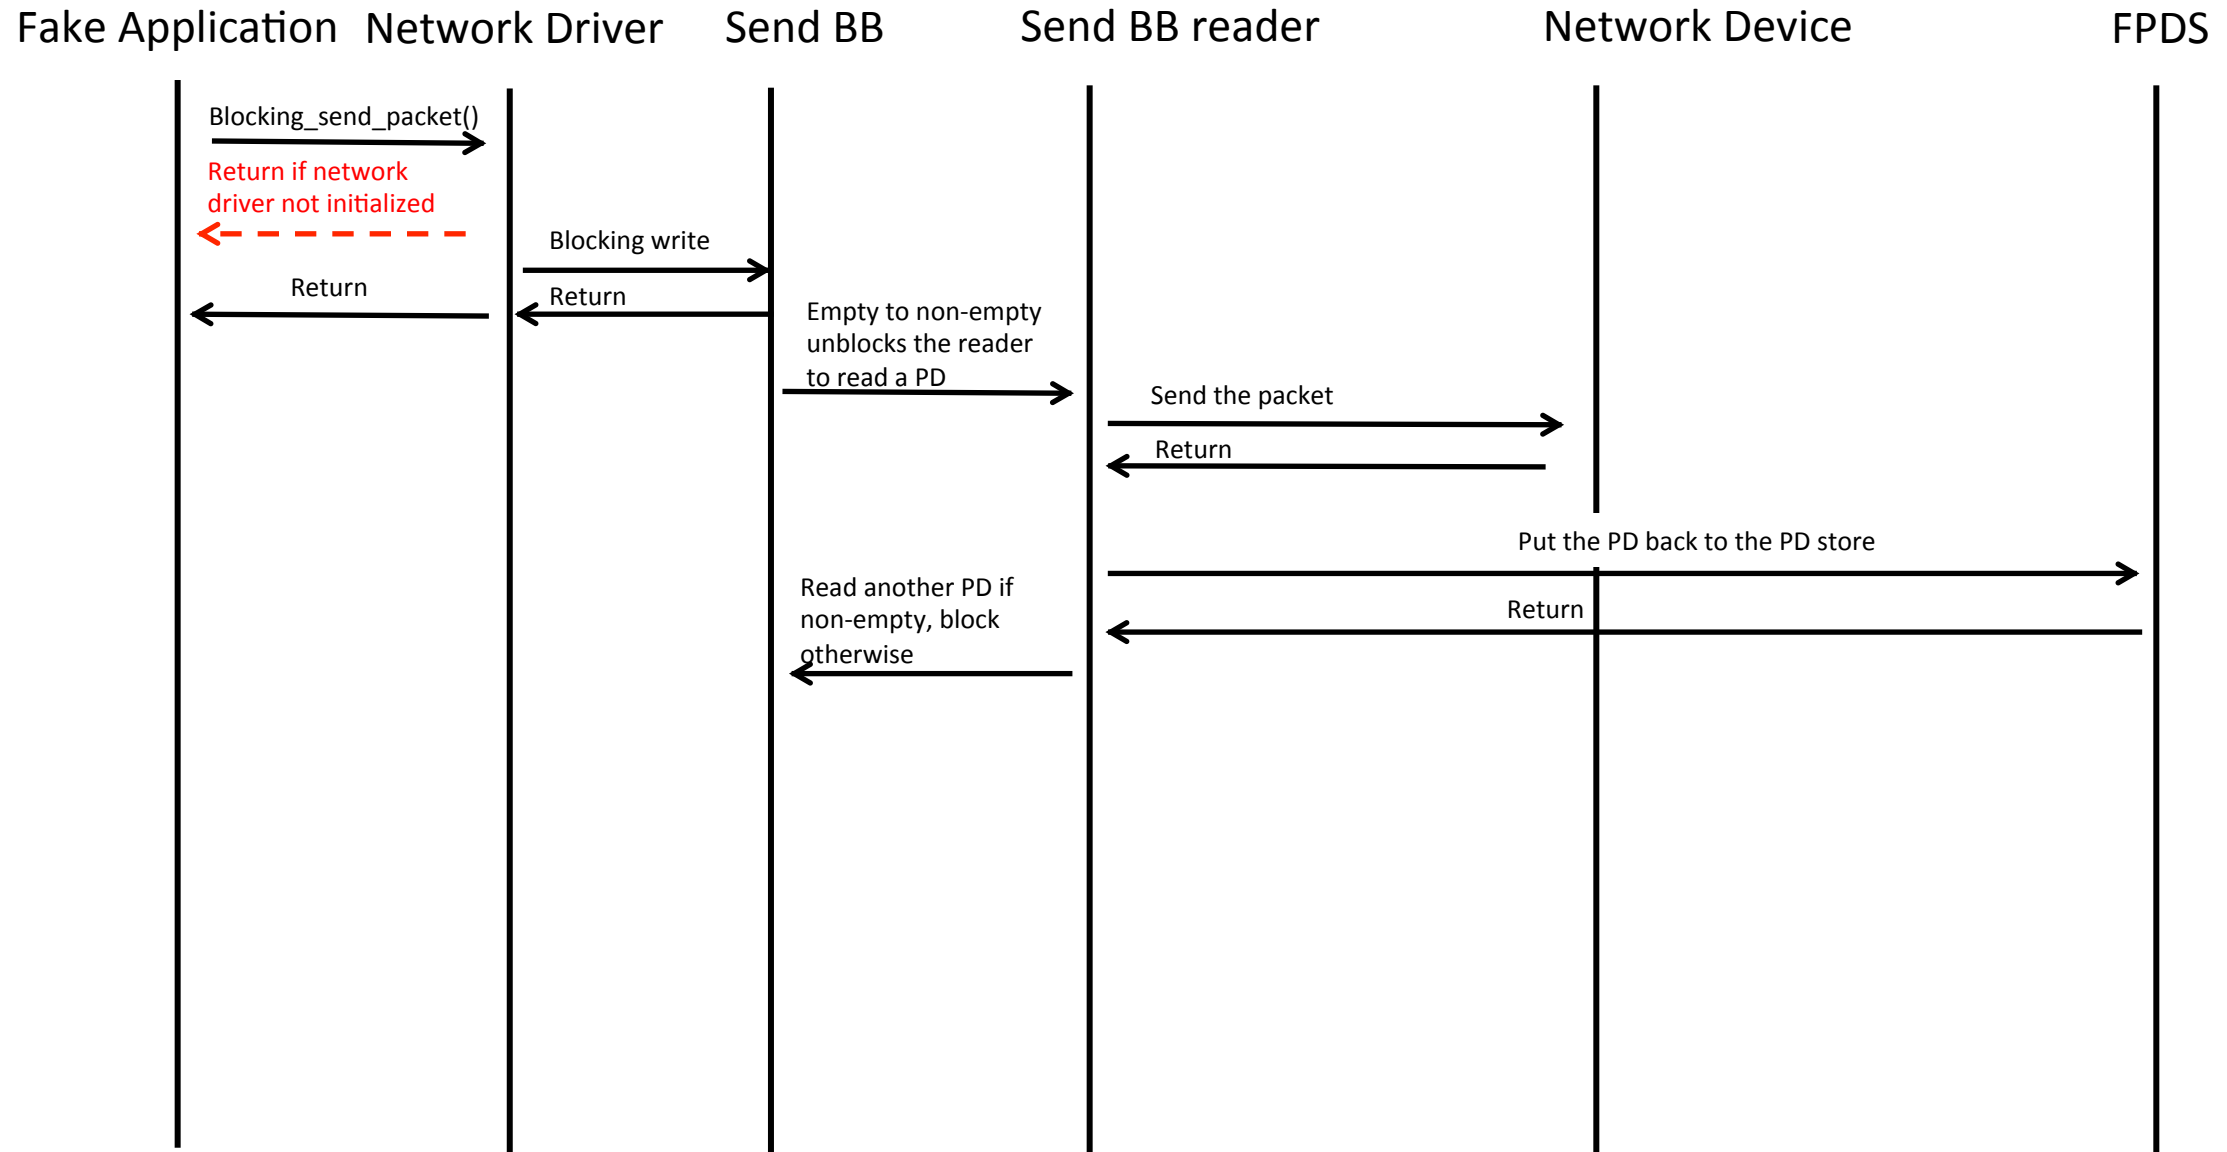 Fake Application
Network Driver
Send BB
Send BB reader
Network Device
FPDS
Blocking_send_packet()
Return if network
driver not initialized
Blocking write
Return
Return
Empty to non-empty
unblocks the reader
to read a PD
Send the packet
Return
Put the PD back to the PD store
Read another PD if
non-empty, block
otherwise
Return